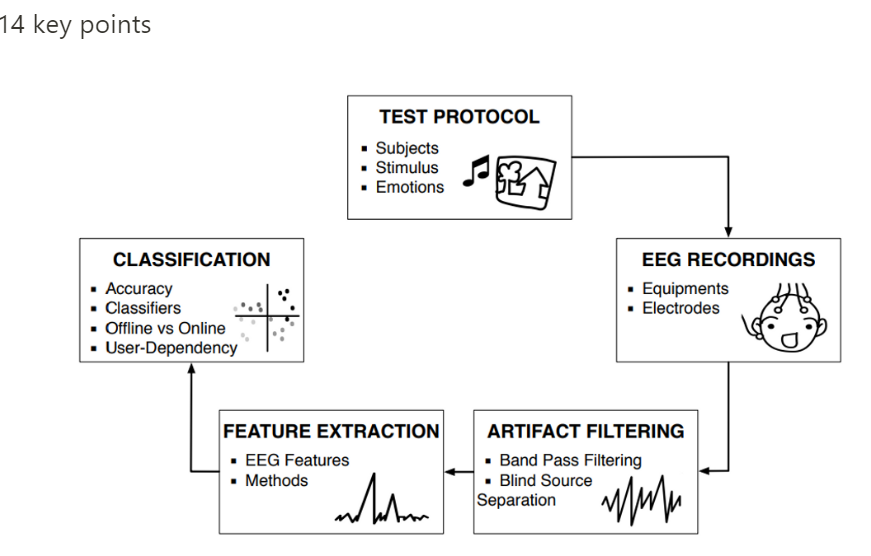 14 key points
TEST PROTOCOL
▪ Subjects
▪ Stimulus
▪ Emotions
EEG RECORDINGS
▪ Equipments
▪ Electrodes
ARTIFACT FILTERING
▪ Band Pass Filtering
▪ Blind Source
Separation
FEATURE EXTRACTION
▪ EEG Features
▪ Methods
CLASSIFICATION
▪ Accuracy
▪ Classifiers
▪ Offline vs Online
▪ User-Dependency